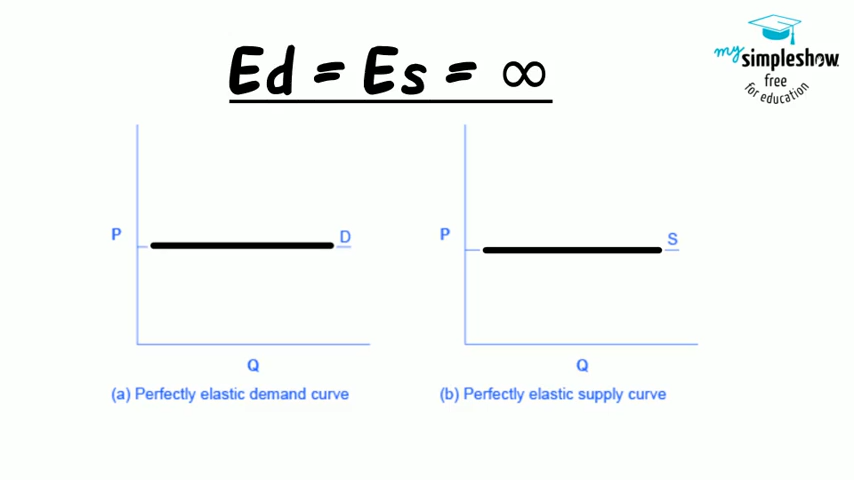 Ed = Es = ∞
my simpleshow
free
for education
P
D
Q
(a) Perfectly elastic demand curve
P
S
Q
(b) Perfectly elastic supply curve